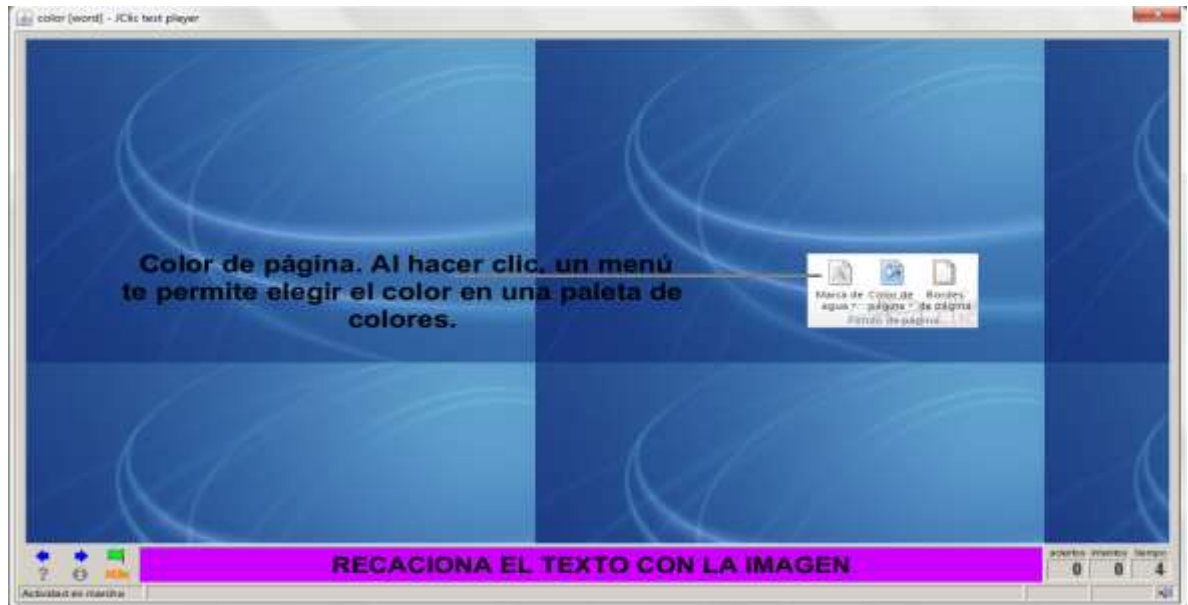 color [word] - JClic test player
Color de página. Al hacer clic, un menú
te permite elegir el color en una paleta de
colores.
Marca de agua
Color de página
Bordes de página
Fondo de página
RECACIONA EL TEXTO CON LA IMAGEN
aciertos intentos tiempo
0 0 4
Actividad en marcha